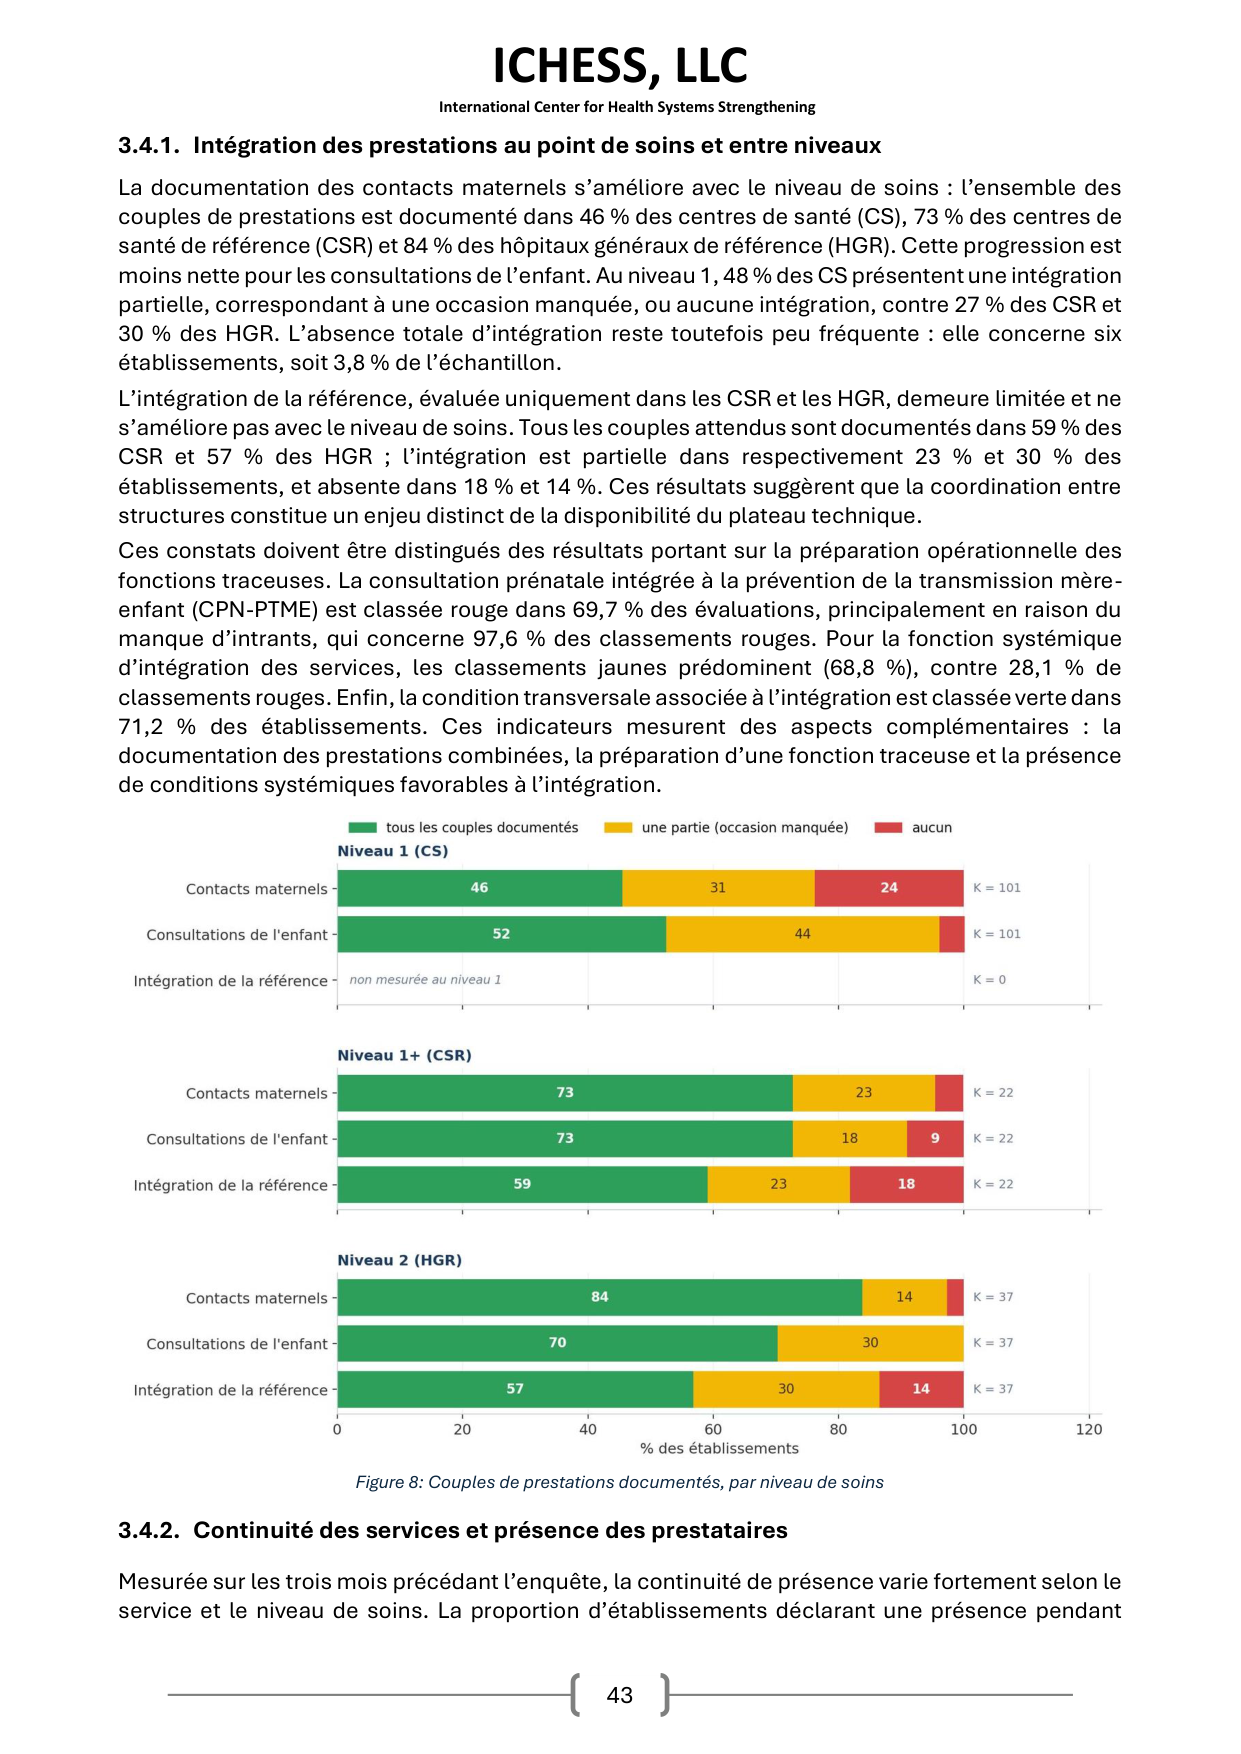 ICHESS, LLC
International Center for Health Systems Strengthening
3.4.1. Intégration des prestations au point de soins et entre niveaux
La documentation des contacts maternels s’améliore avec le niveau de soins : l’ensemble des
couples de prestations est documenté dans 46 % des centres de santé (CS), 73 % des centres de
santé de référence (CSR) et 84 % des hôpitaux généraux de référence (HGR). Cette progression est
moins nette pour les consultations de l’enfant. Au niveau 1, 48 % des CS présentent une intégration
partielle, correspondant à une occasion manquée, ou aucune intégration, contre 27 % des CSR et
30 % des HGR. L’absence totale d’intégration reste toutefois peu fréquente : elle concerne six
établissements, soit 3,8 % de l’échantillon.
L’intégration de la référence, évaluée uniquement dans les CSR et les HGR, demeure limitée et ne
s’améliore pas avec le niveau de soins. Tous les couples attendus sont documentés dans 59 % des
CSR et 57 % des HGR ; l’intégration est partielle dans respectivement 23 % et 30 % des
établissements, et absente dans 18 % et 14 %. Ces résultats suggèrent que la coordination entre
structures constitue un enjeu distinct de la disponibilité du plateau technique.
Ces constats doivent être distingués des résultats portant sur la préparation opérationnelle des
fonctions traceuses. La consultation prénatale intégrée à la prévention de la transmission mère-
enfant (CPN-PTME) est classée rouge dans 69,7 % des évaluations, principalement en raison du
manque d’intrants, qui concerne 97,6 % des classements rouges. Pour la fonction systémique
d’intégration des services, les classements jaunes prédominent (68,8 %), contre 28,1 % de
classements rouges. Enfin, la condition transversale associée à l’intégration est classée verte dans
71,2 % des établissements. Ces indicateurs mesurent des aspects complémentaires : la
documentation des prestations combinées, la préparation d’une fonction traceuse et la présence
de conditions systémiques favorables à l’intégration.
tous les couples documentés une partie (occasion manquée) aucun
Niveau 1 (CS)
Contacts maternels 46 31 24 K = 101
Consultations de l'enfant 52 44 K = 101
Intégration de la référence non mesurée au niveau 1 K = 0
Niveau 1+ (CSR)
Contacts maternels 73 23 K = 22
Consultations de l'enfant 73 18 9 K = 22
Intégration de la référence 59 23 18 K = 22
Niveau 2 (HGR)
Contacts maternels 84 14 K = 37
Consultations de l'enfant 70 30 K = 37
Intégration de la référence 57 30 14 K = 37
0 20 40 60 80 100 120
% des établissements
Figure 8: Couples de prestations documentés, par niveau de soins
3.4.2. Continuité des services et présence des prestataires
Mesurée sur les trois mois précédant l’enquête, la continuité de présence varie fortement selon le
service et le niveau de soins. La proportion d’établissements déclarant une présence pendant
43